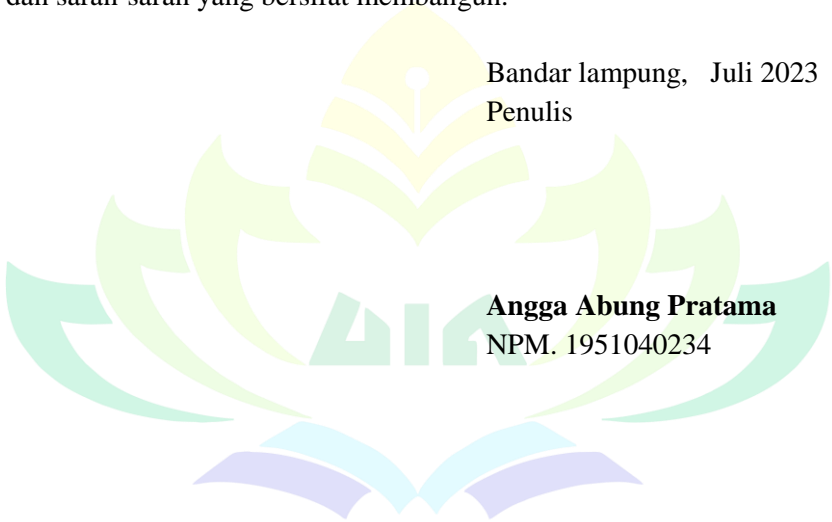 dan saran-saran yang bersifat membangun.
Bandar lampung, Juli 2023
Penulis
Angga Abung Pratama
NPM. 1951040234